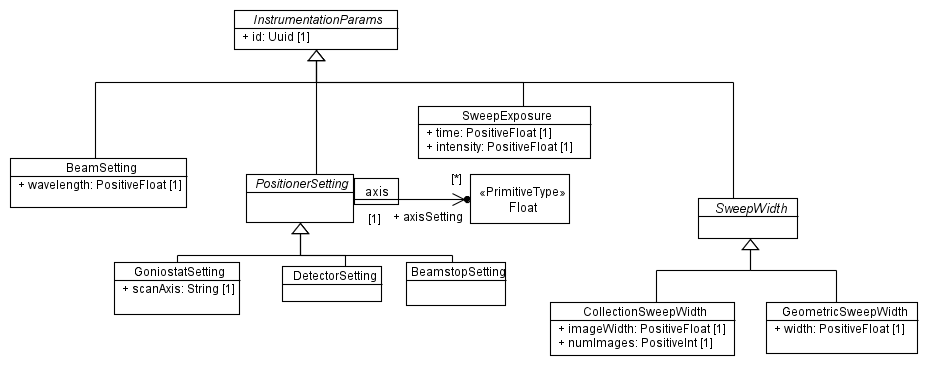 InstrumentationParams
+ id: Uuid [1]
SweepExposure
+ time: PositiveFloat [1]
+ intensity: PositiveFloat [1]
BeamSetting
+ wavelength: PositiveFloat [1]
PositionerSetting
axis
[*]
[1]
+ axisSetting
«PrimitiveType»
Float
SweepWidth
GoniostatSetting
+ scanAxis: String [1]
DetectorSetting
BeamstopSetting
CollectionSweepWidth
+ imageWidth: PositiveFloat [1]
+ numImages: PositiveInt [1]
GeometricSweepWidth
+ width: PositiveFloat [1]